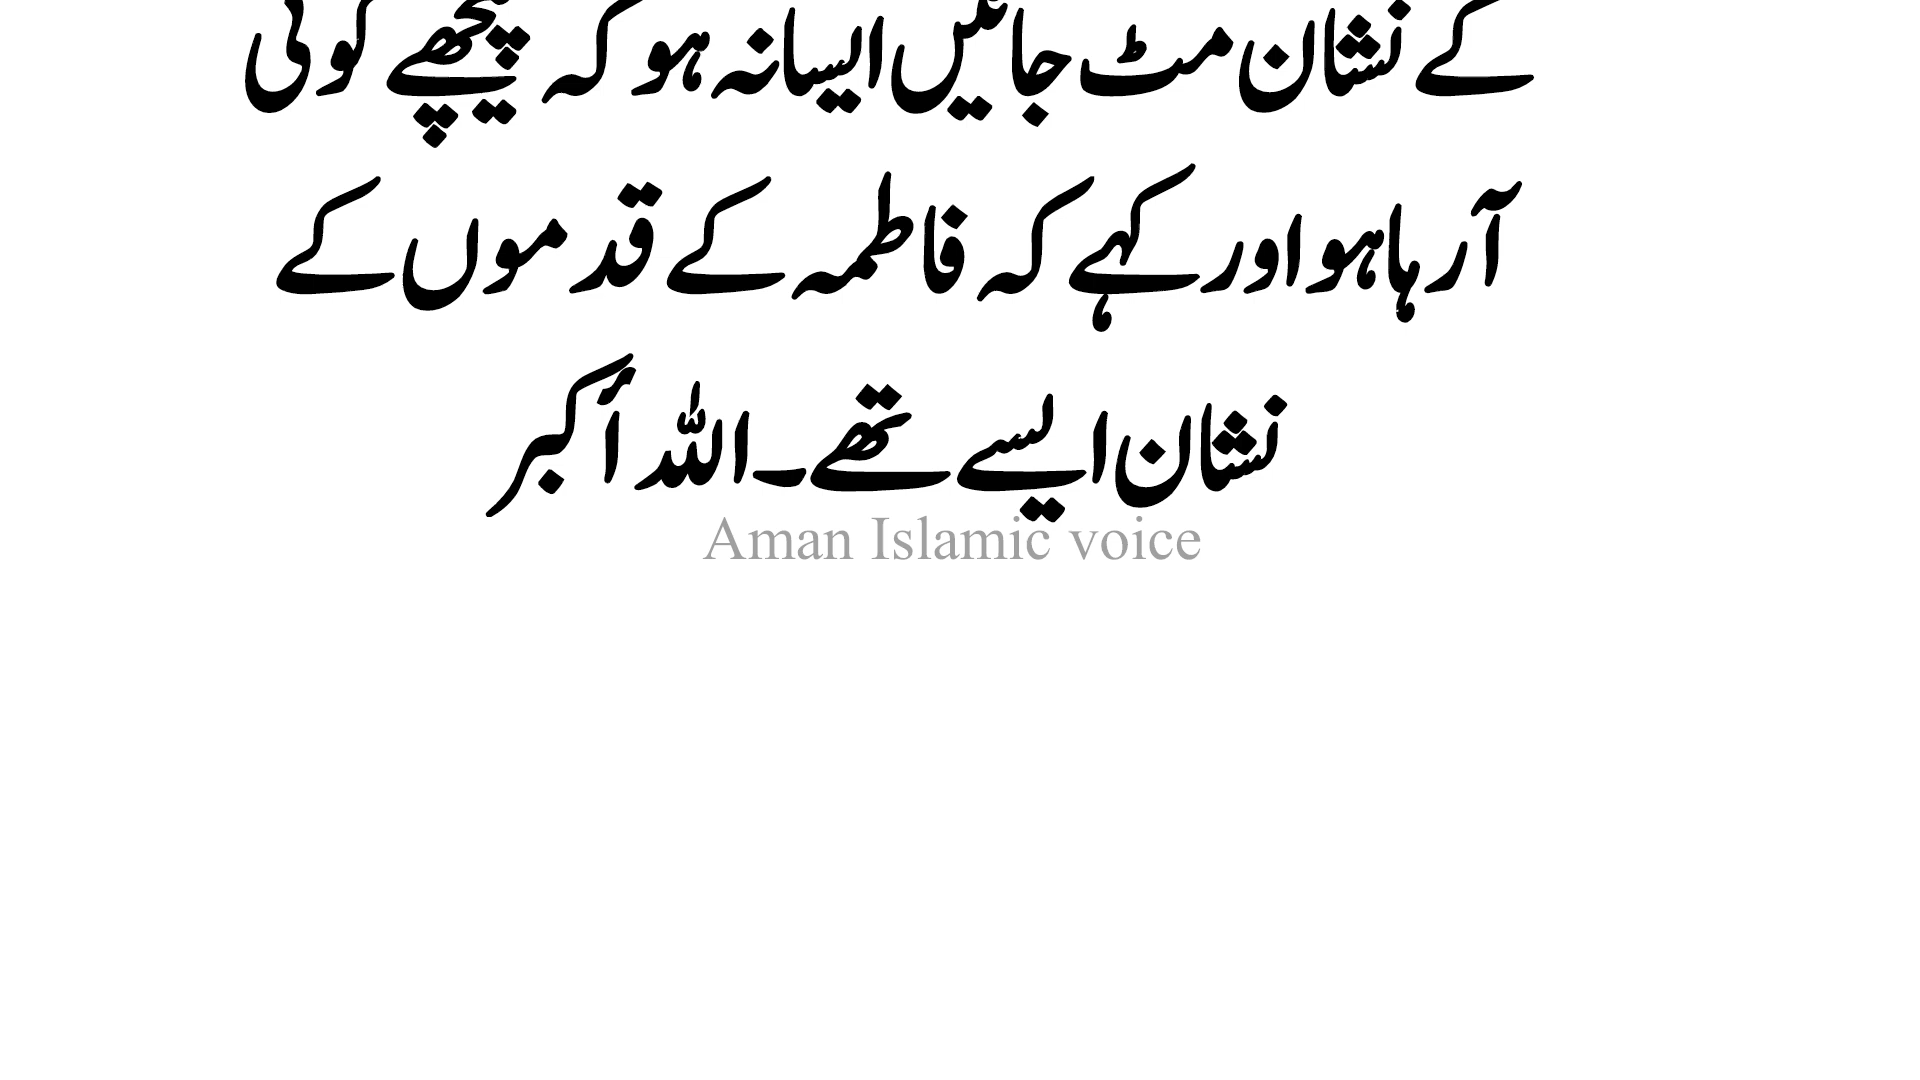 کے نشان مٹ جائیں ایسا نہ ہو کہ پیچھے کوئی
آرہا ہو اور کہے کہ فاطمہ کے قدموں کے
نشان ایسے تھے۔ اللہ أکبر
Aman Islamic voice